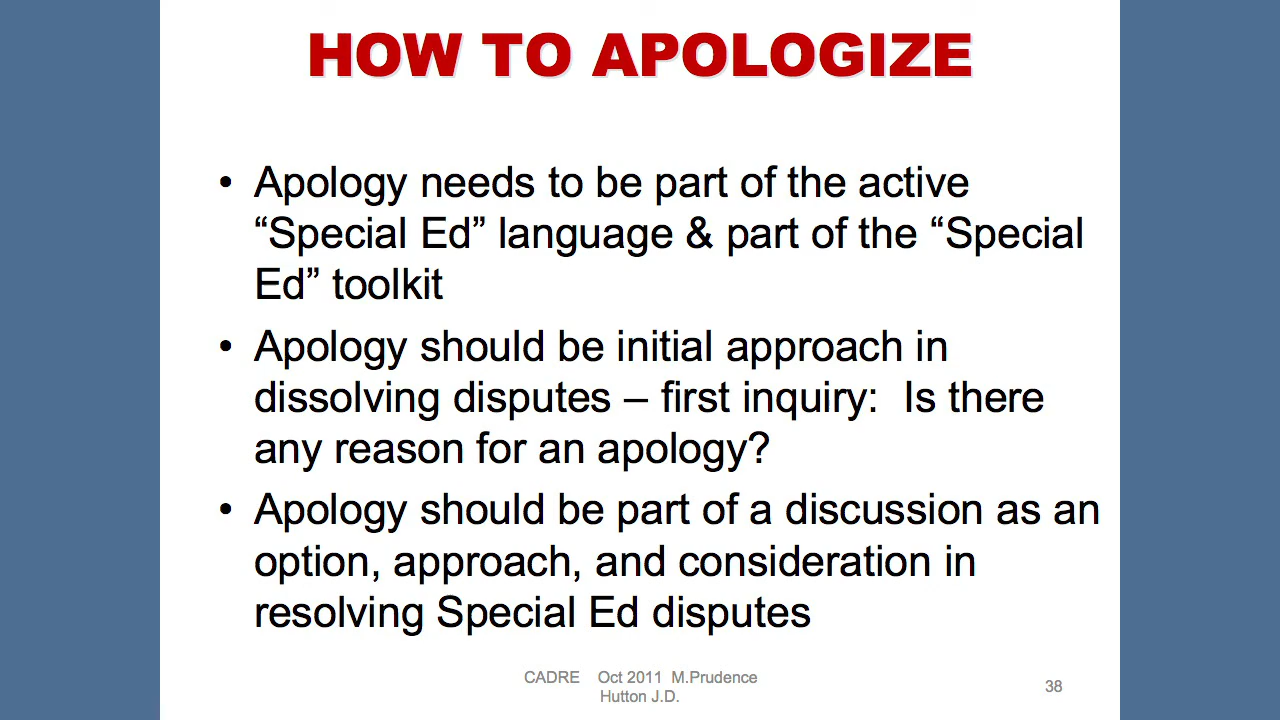 HOW TO APOLOGIZE
• Apology needs to be part of the active
“Special Ed” language & part of the “Special
Ed” toolkit
• Apology should be initial approach in
dissolving disputes – first inquiry:  Is there
any reason for an apology?
• Apology should be part of a discussion as an
option, approach, and consideration in
resolving Special Ed disputes
CADRE    Oct 2011  M.Prudence
Hutton J.D.
38